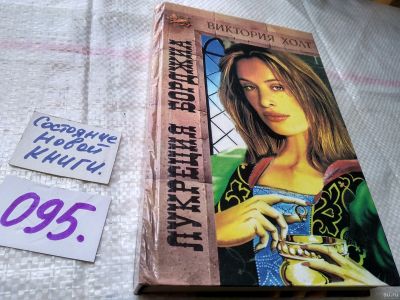 ВИКТОРИЯ ХОЛТ
ЛУКРЕЦИЯ БОРДЖИА
Состояние
новой
книги.
095.